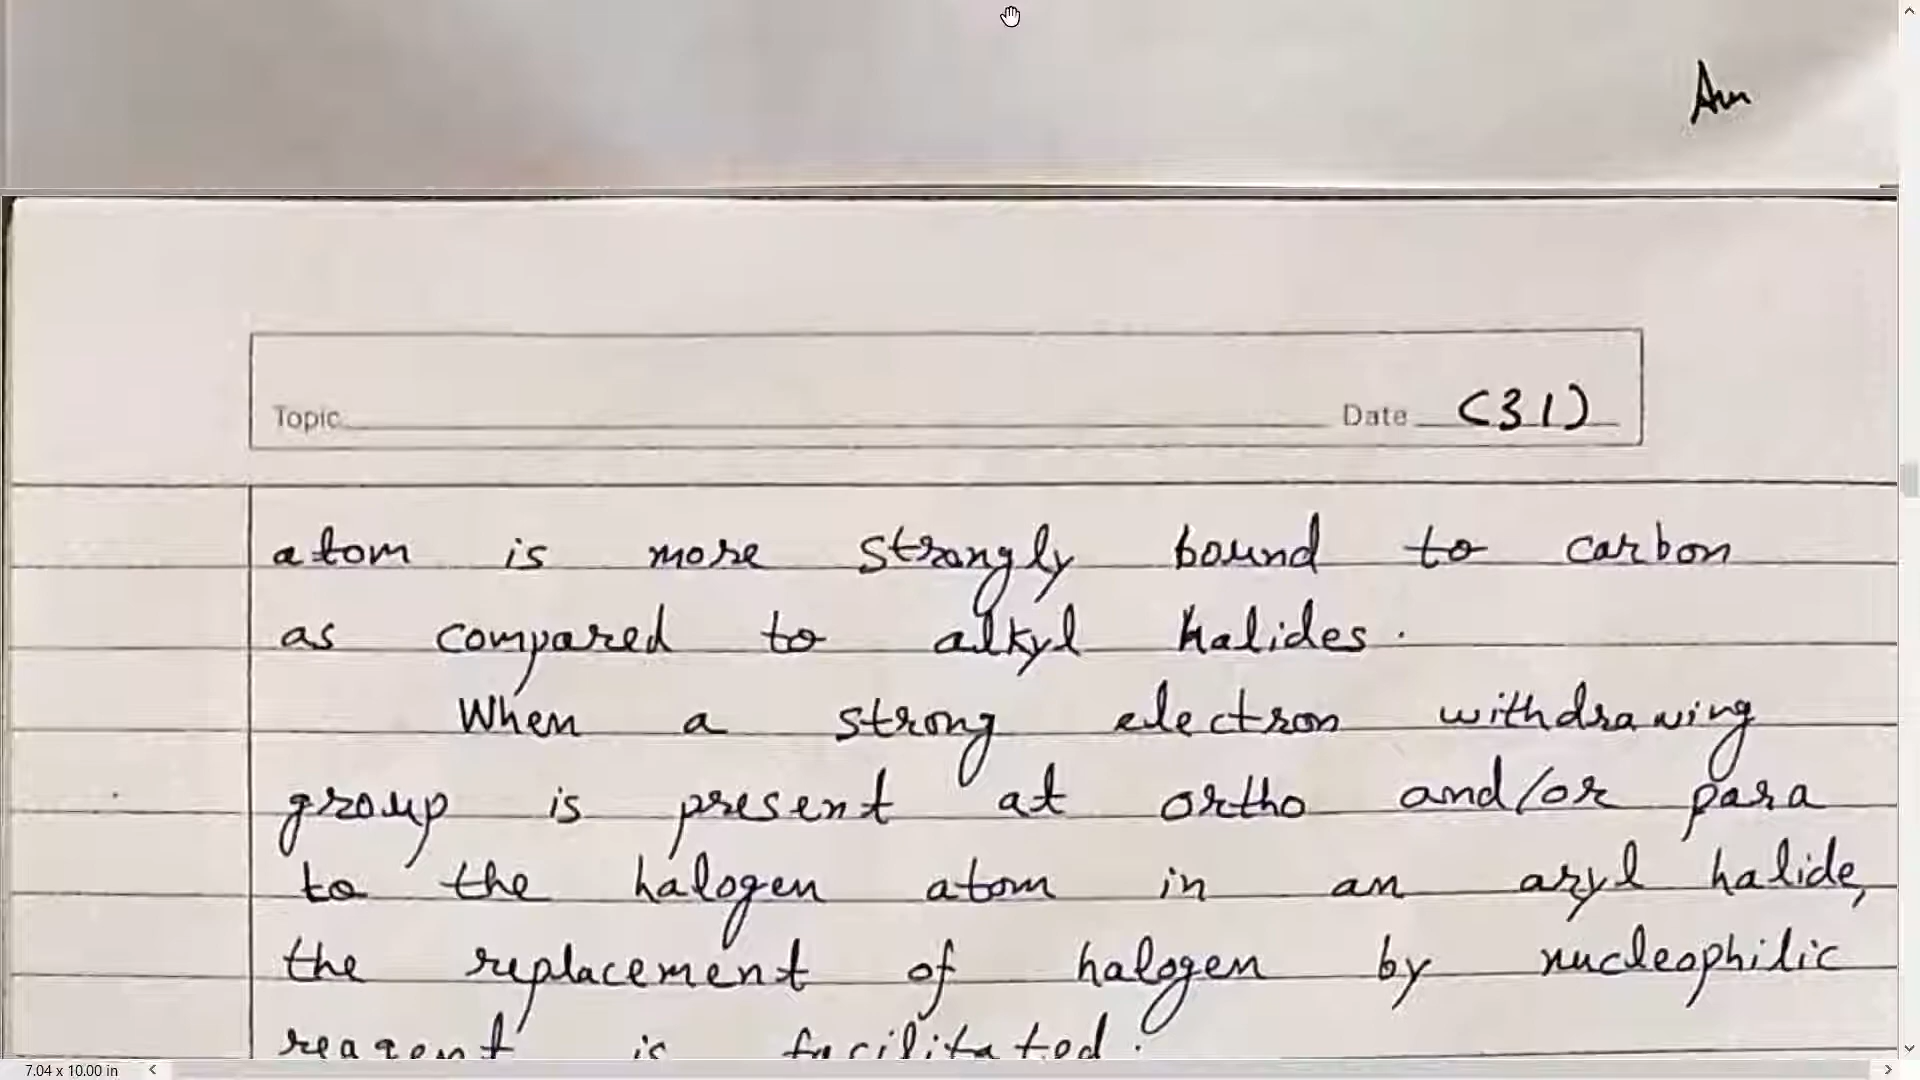 Topic Date (31)
atom is more strongly bound to carbon
as compared to alkyl halides.
When a strong electron withdrawing
group is present at ortho and/or para
to the halogen atom in an aryl halide,
the replacement of halogen by nucleophilic
reagent is facilitated.
7.04 x 10.00 in